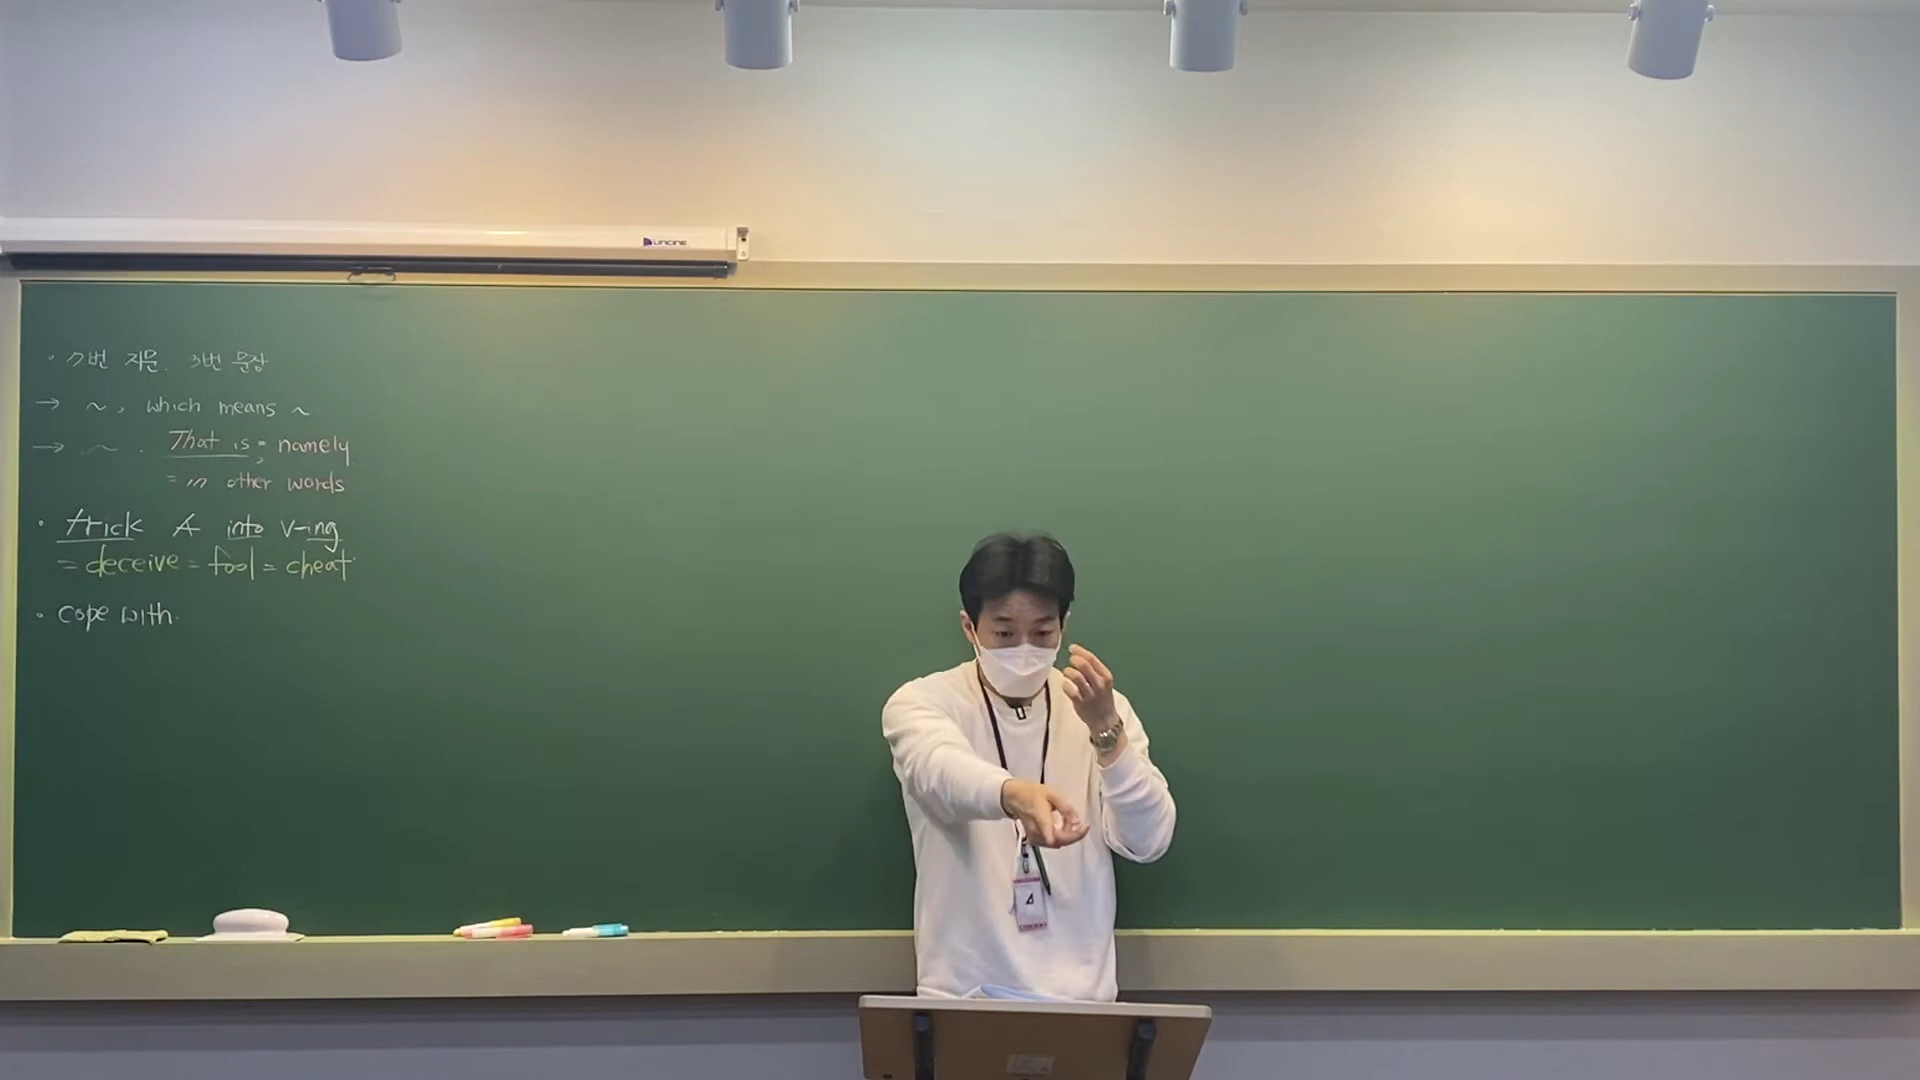 UNCINE
· 7번 지문. 3번 문장
→ ~, which means ~
→ ~. That is, = namely
= in other words
· trick A into v-ing
= deceive = fool = cheat
· cope with